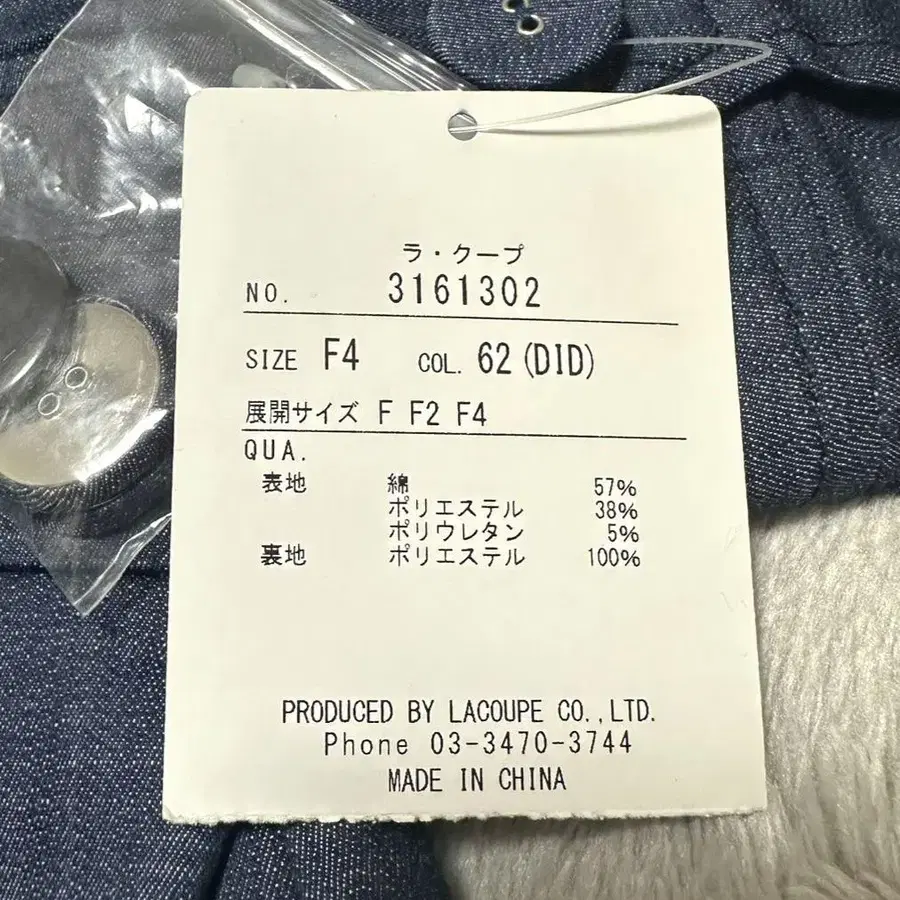 ラ・クープ
NO. 3161302
SIZE F4 COL. 62 (DID)
展開サイズ F F2 F4
QUA.
表地 綿 57%
ポリエステル 38%
ポリウレタン 5%
裏地 ポリエステル 100%
PRODUCED BY LACOUPE CO.,LTD.
Phone 03-3470-3744
MADE IN CHINA